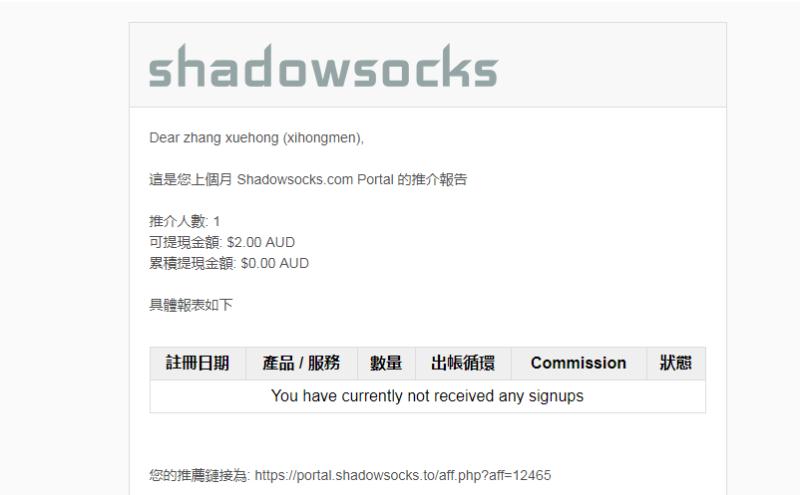 shadowsocks
Dear zhang xuehong (xihongmen),
這是您上個月 Shadowsocks.com Portal 的推介報告
推介人數: 1
可提現金額: $2.00 AUD
累積提現金額: $0.00 AUD
具體報表如下
註冊日期 產品 / 服務 數量 出帳循環 Commission 狀態
You have currently not received any signups
您的推薦鏈接為: https://portal.shadowsocks.to/aff.php?aff=12465